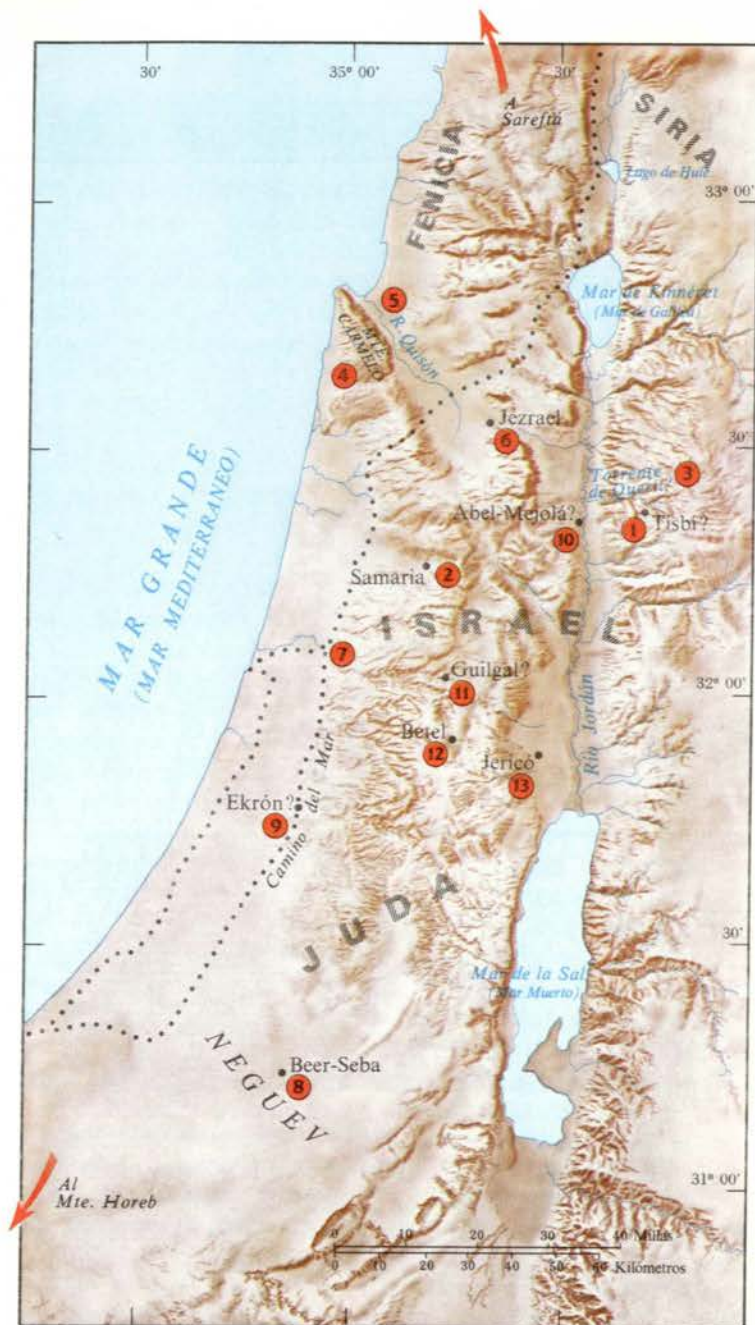 30'
35° 00'
30'
A
Sarefta
SIRIA
FENICIA
Lago de Hule
33° 00'
Mar de Kinneret
(Mar de Galilea)
5
R. Quisón
MTE. CARMELO
4
Jezrael
6
30'
MAR GRANDE
(MAR MEDITERRANEO)
Torrente
de Querit?
3
Abel-Mejolá?
10
1
Tisbi?
Samaria
2
ISRAEL
7
Guilgal?
11
32° 00'
Río Jordán
Betel
12
Jericó
13
Ekrón?
9
Camino del Mar
JUDA
30'
Mar de la Sal
(Mar Muerto)
NEGUEV
Beer-Seba
8
Al
Mte. Horeb
31° 00'
0 10 20 30 40 Millas
0 10 20 30 40 50 60 Kilómetros